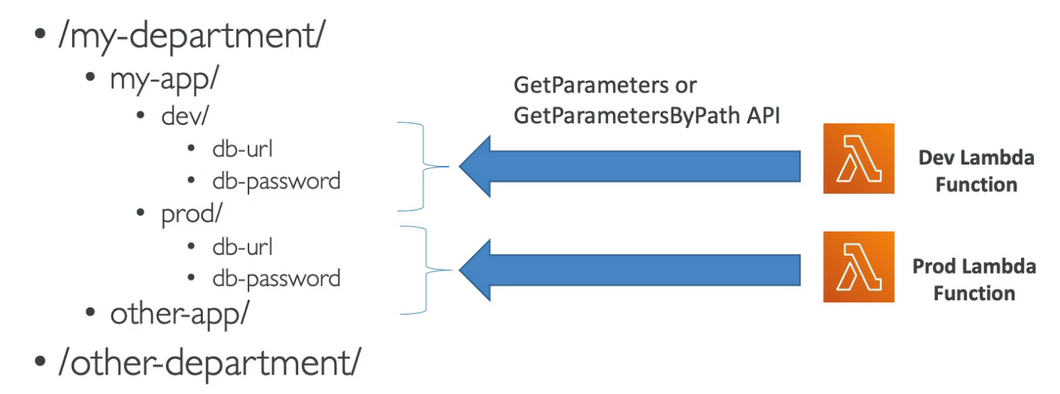 • /my-department/
• my-app/
• dev/
• db-url
• db-password
• prod/
• db-url
• db-password
• other-app/
• /other-department/
GetParameters or
GetParametersByPath API
Dev Lambda
Function
Prod Lambda
Function